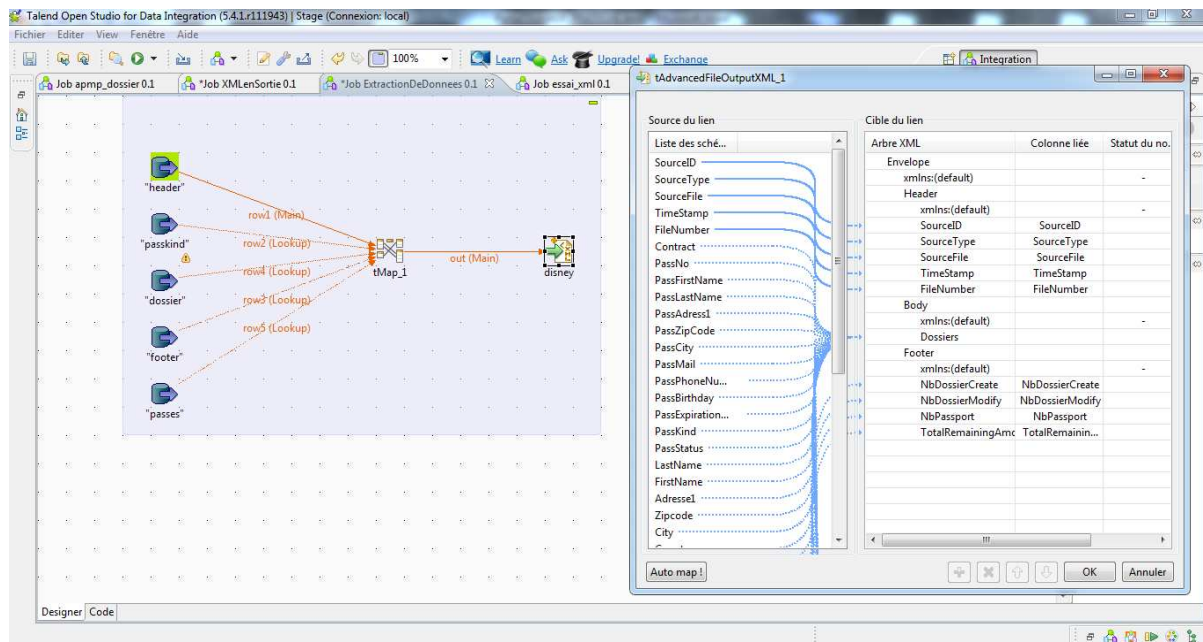 Talend Open Studio for Data Integration (5.4.1.r111943) | Stage (Connexion: local)
Fichier Editer View Fenêtre Aide
100% Learn Ask Upgrade! Exchange Integration
Job apmp_dossier 0.1 *Job XMLenSortie 0.1 *Job ExtractionDeDonnees 0.1 Job essai_xml 0.1
"header"
row1 (Main)
"passkind"
row2 (Lookup)
"dossier"
row4 (Lookup)
row3 (Lookup)
"footer"
row5 (Lookup)
"passes"
tMap_1
out (Main)
disney
Designer Code
tAdvancedFileOutputXML_1
Source du lien
Liste des sché...
SourceID
SourceType
SourceFile
TimeStamp
FileNumber
Contract
PassNo
PassFirstName
PassLastName
PassAdress1
PassZipCode
PassCity
PassMail
PassPhoneNu...
PassBirthday
PassExpiration...
PassKind
PassStatus
LastName
FirstName
Adresse1
Zipcode
City
Cible du lien
Arbre XML Colonne liée Statut du no.
Envelope
xmlns:(default) -
Header
xmlns:(default) -
SourceID SourceID
SourceType SourceType
SourceFile SourceFile
TimeStamp TimeStamp
FileNumber FileNumber
Body
xmlns:(default) -
Dossiers
Footer
xmlns:(default) -
NbDossierCreate NbDossierCreate
NbDossierModify NbDossierModify
NbPassport NbPassport
TotalRemainingAmc TotalRemainin...
Auto map ! OK Annuler